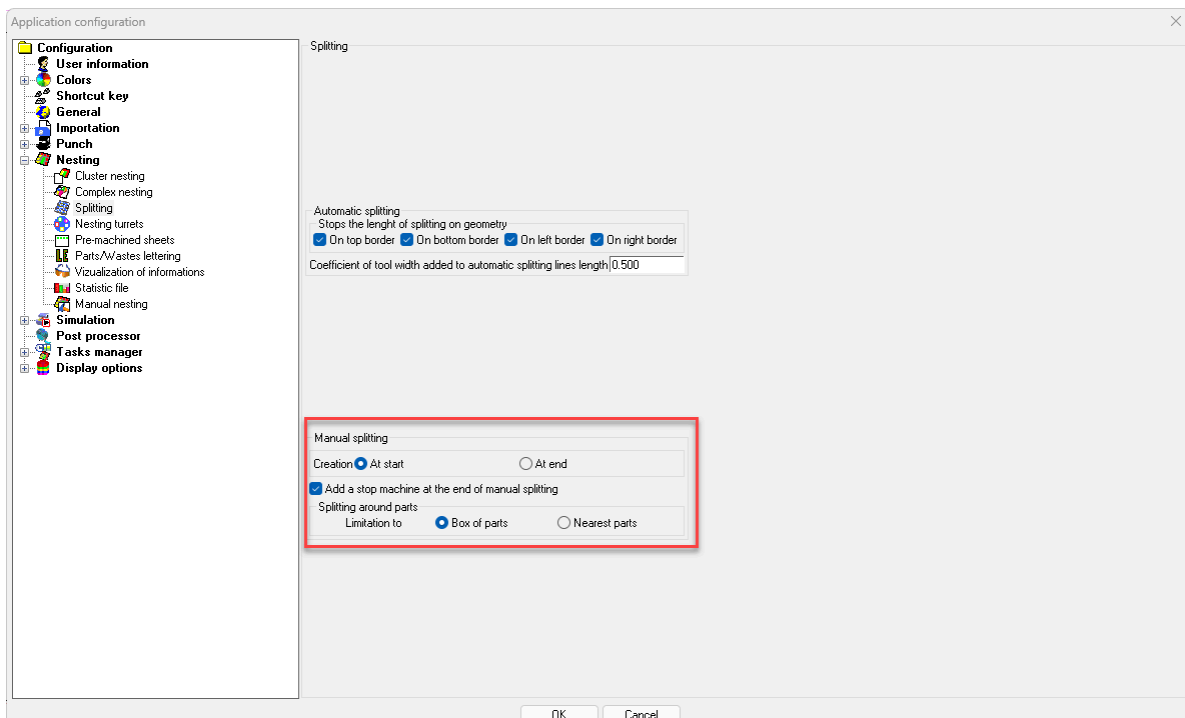 Application configuration
Configuration
User information
Colors
Shortcut key
General
Importation
Punch
Nesting
Cluster nesting
Complex nesting
Splitting
Nesting turrets
Pre-machined sheets
Parts/Wastes lettering
Vizualization of informations
Statistic file
Manual nesting
Simulation
Post processor
Tasks manager
Display options
Splitting
Automatic splitting
Stops the lenght of splitting on geometry
On top border On bottom border On left border On right border
Coefficient of tool width added to automatic splitting lines length 0.500
Manual splitting
Creation At start At end
Add a stop machine at the end of manual splitting
Splitting around parts
Limitation to Box of parts Nearest parts
OK Cancel